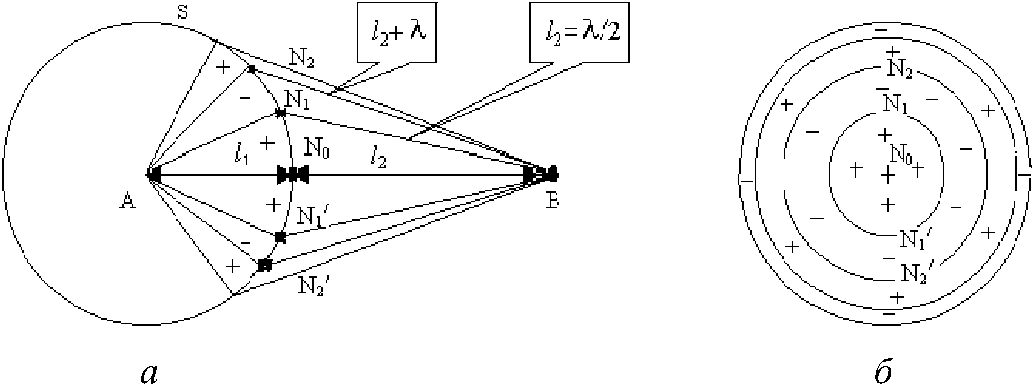 S
l₂+λ
l₂=λ/2
N₂
+
−
N₁
+
l₁
N₀
l₂
A
B
+
N₁′
−
+
N₂′
а
−
+
N₂
+
−
N₁
−
+
−
+
−
N₀
+
+
+
−
−
+
−
−
N₁′
−
+
−
N₂′
+
+
−
б